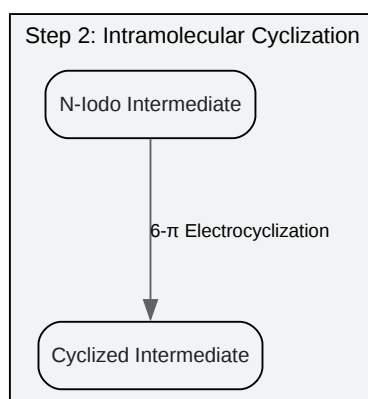 Step 2: Intramolecular Cyclization
N-Iodo Intermediate
6-π Electrocyclization
Cyclized Intermediate